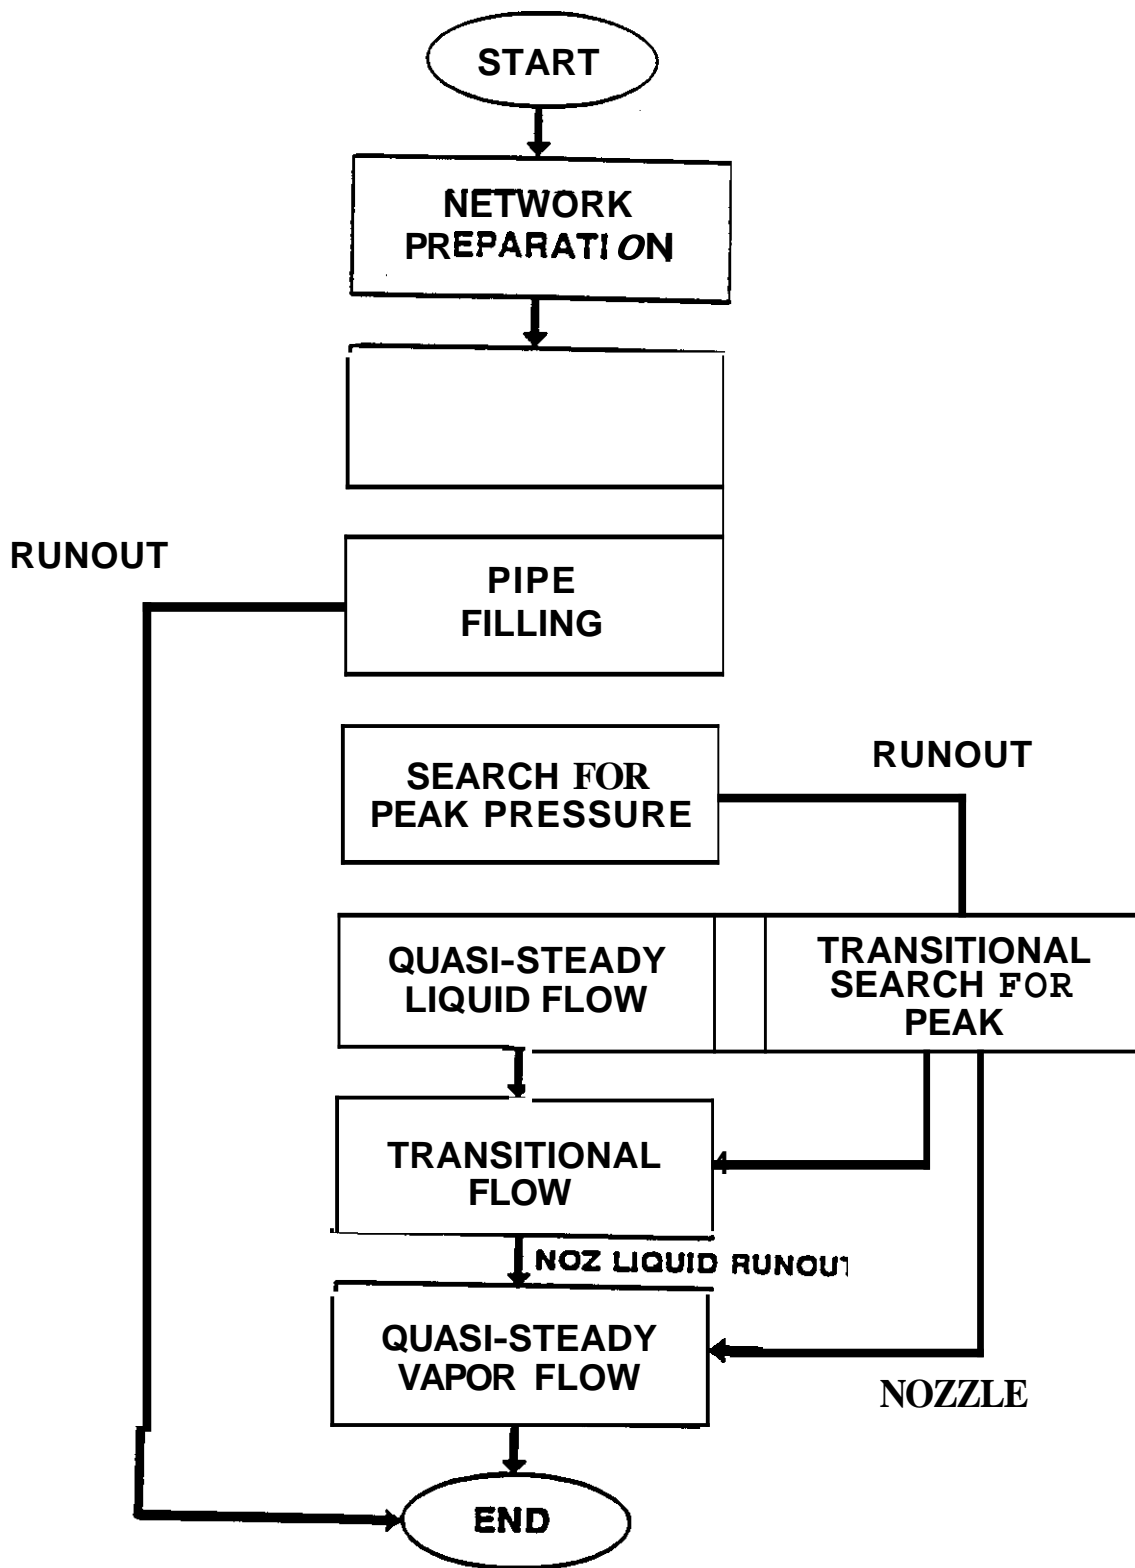 START
NETWORK
PREPARATION
RUNOUT
PIPE
FILLING
SEARCH FOR
PEAK PRESSURE
RUNOUT
QUASI-STEADY
LIQUID FLOW
TRANSITIONAL
SEARCH FOR
PEAK
TRANSITIONAL
FLOW
NOZ LIQUID RUNOUT
QUASI-STEADY
VAPOR FLOW
NOZZLE
END